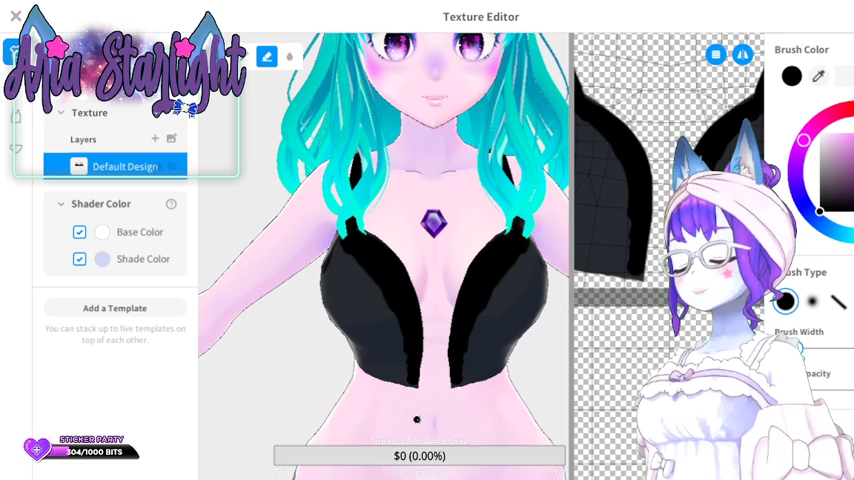 Texture Editor
Aria Starlight
Texture
Layers
Default Design
Shader Color
Base Color
Shade Color
Add a Template
You can stack up to five templates on
top of each other.
Brush Color
Brush Type
Brush Width
STICKER PARTY
304/1000 BITS
$0 (0.00%)